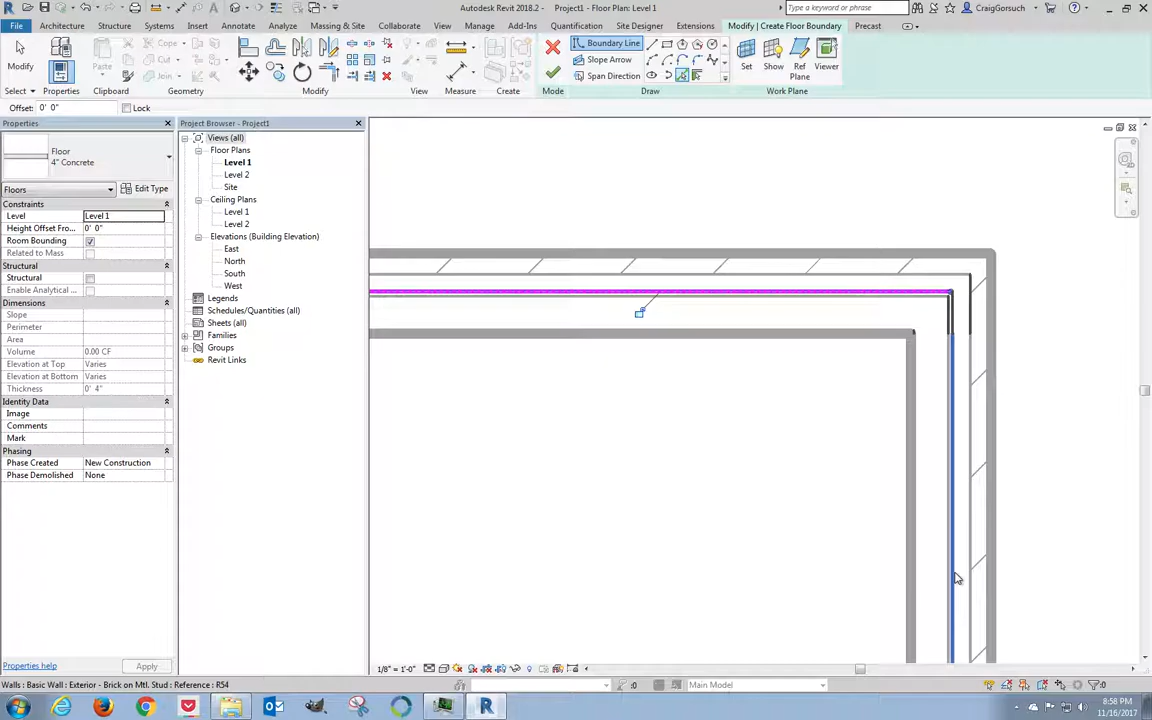 Autodesk Revit 2018.2 - Project1 - Floor Plan: Level 1
Type a keyword or phrase
CraigGorsuch
File
Architecture
Structure
Systems
Insert
Annotate
Analyze
Massing & Site
Collaborate
View
Manage
Add-Ins
Quantification
Site Designer
Extensions
Modify | Create Floor Boundary
Precast
Modify
Properties
Paste
Cope
Cut
Join
Boundary Line
Slope Arrow
Span Direction
Set
Show
Ref Plane
Viewer
Select
Properties
Clipboard
Geometry
Modify
View
Measure
Create
Mode
Draw
Work Plane
Offset: 0' 0"
Lock
Properties
Floor
4" Concrete
Floors
Edit Type
Constraints
Level Level 1
Height Offset Fro... 0' 0"
Room Bounding
Related to Mass
Structural
Structural
Enable Analytical ...
Dimensions
Slope
Perimeter
Area
Volume 0.00 CF
Elevation at Top Varies
Elevation at Bottom Varies
Thickness 0' 4"
Identity Data
Image
Comments
Mark
Phasing
Phase Created New Construction
Phase Demolished None
Properties help
Apply
Project Browser - Project1
Views (all)
Floor Plans
Level 1
Level 2
Site
Ceiling Plans
Level 1
Level 2
Elevations (Building Elevation)
East
North
South
West
Legends
Schedules/Quantities (all)
Sheets (all)
Families
Groups
Revit Links
1/8" = 1'-0"
Walls : Basic Wall : Exterior - Brick on Mtl. Stud : Reference : R54
:0
Main Model
:0
8:58 PM
11/16/2017